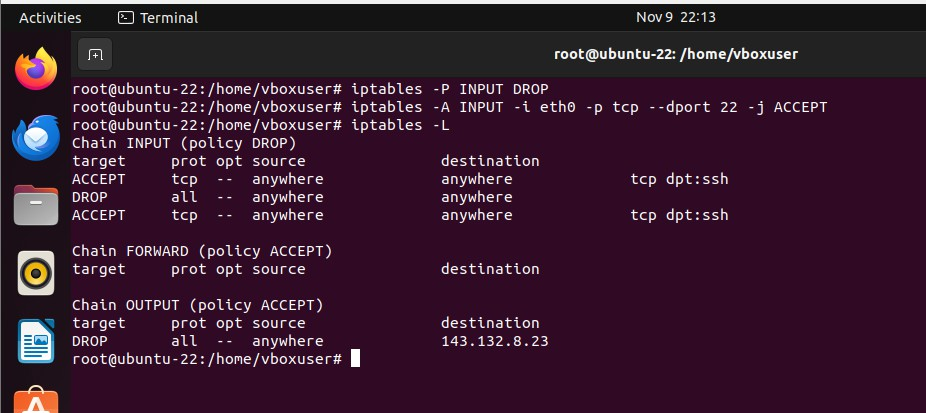 Activities Terminal Nov 9 22:13
root@ubuntu-22: /home/vboxuser
root@ubuntu-22:/home/vboxuser# iptables -P INPUT DROP
root@ubuntu-22:/home/vboxuser# iptables -A INPUT -i eth0 -p tcp --dport 22 -j ACCEPT
root@ubuntu-22:/home/vboxuser# iptables -L
Chain INPUT (policy DROP)
target     prot opt source               destination
ACCEPT     tcp  --  anywhere             anywhere             tcp dpt:ssh
DROP       all  --  anywhere             anywhere
ACCEPT     tcp  --  anywhere             anywhere             tcp dpt:ssh
Chain FORWARD (policy ACCEPT)
target     prot opt source               destination
Chain OUTPUT (policy ACCEPT)
target     prot opt source               destination
DROP       all  --  anywhere             143.132.8.23
root@ubuntu-22:/home/vboxuser#